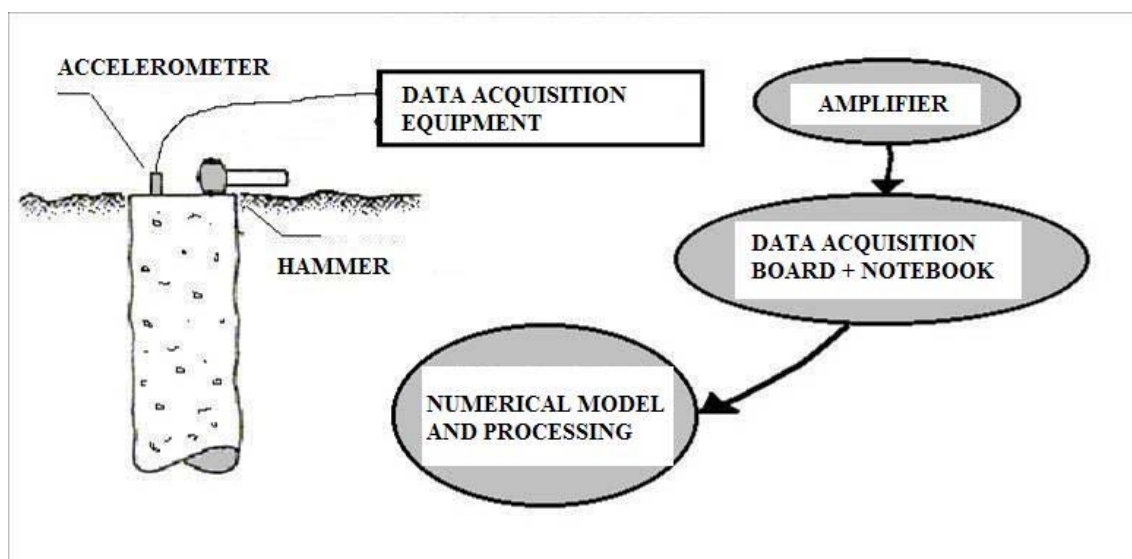 ACCELEROMETER
DATA ACQUISITION
EQUIPMENT
HAMMER
AMPLIFIER
DATA ACQUISITION
BOARD + NOTEBOOK
NUMERICAL MODEL
AND PROCESSING